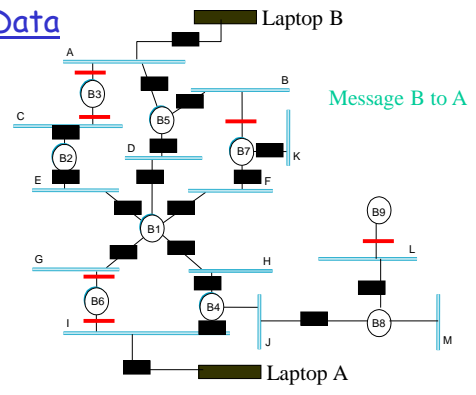 Data
Laptop B
A
B
B3
Message B to A
C
B5
D
B7
B2
K
E
F
B9
B1
L
G
H
B6
B4
B8
I
J
M
Laptop A